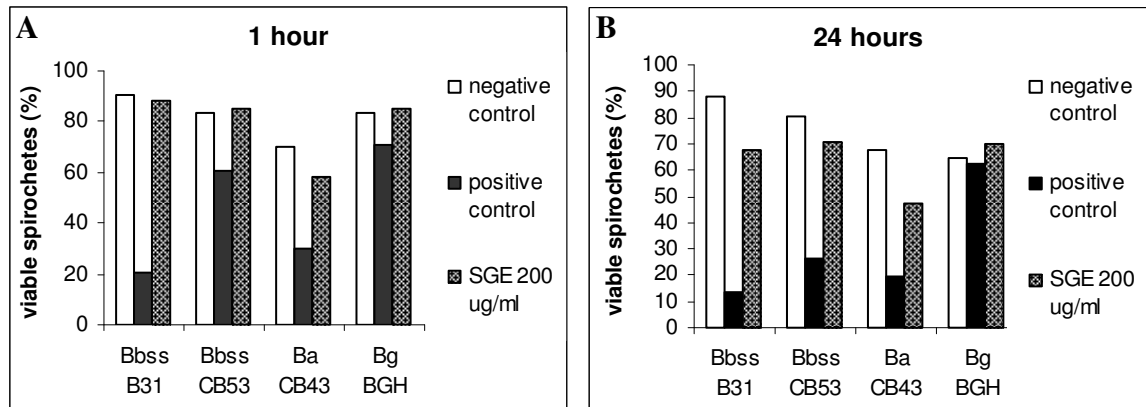 A
1 hour
viable spirochetes (%)
100
80
60
40
20
0
Bbss
B31
Bbss
CB53
Ba
CB43
Bg
BGH
negative
control
positive
control
SGE 200
ug/ml
B
24 hours
viable spirochetes (%)
100
90
80
70
60
50
40
30
20
10
0
Bbss
B31
Bbss
CB53
Ba
CB43
Bg
BGH
negative
control
positive
control
SGE 200
ug/ml